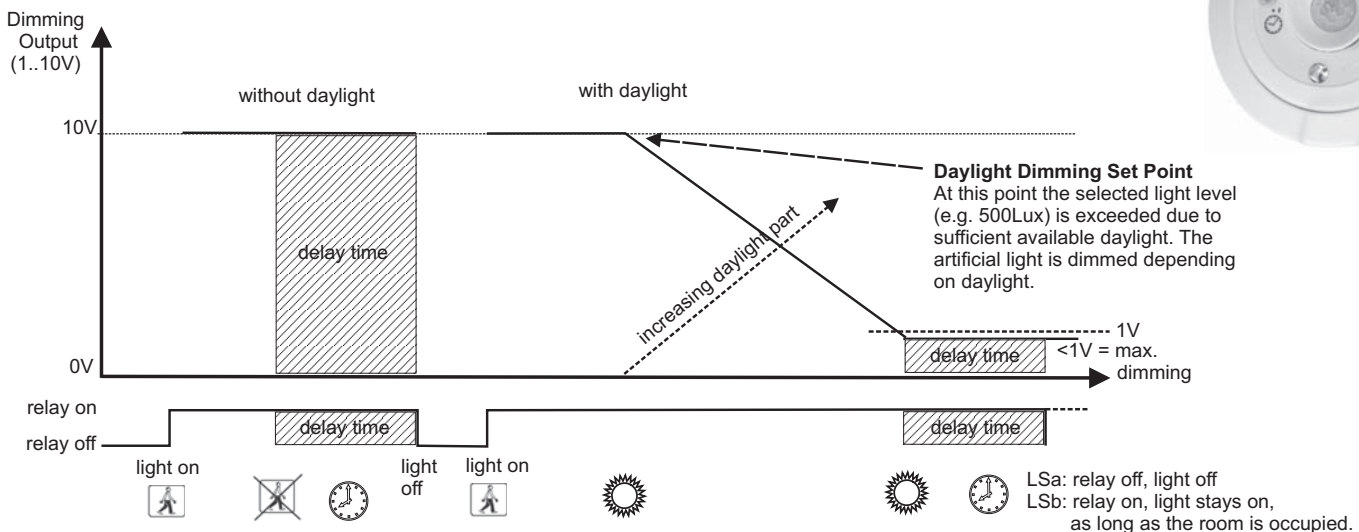 Dimming
Output
(1..10V)
without daylight
with daylight
10V
Daylight Dimming Set Point
At this point the selected light level
(e.g. 500Lux) is exceeded due to
sufficient available daylight. The
artificial light is dimmed depending
on daylight.
delay time
increasing daylight part
1V
delay time
<1V = max.
dimming
0V
relay on
relay off
delay time
delay time
light on
light
off
light on
LSa: relay off, light off
LSb: relay on, light stays on,
as long as the room is occupied.